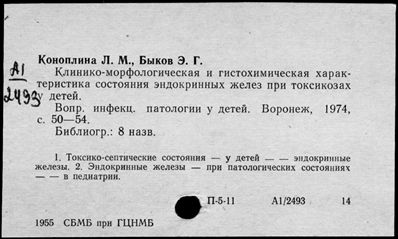 Коноплина Л. М., Быков Э. Г.
А1
2493
Клинико-морфологическая и гистохимическая харак-
теристика состояния эндокринных желез при токсикозах
у детей.
Вопр. инфекц. патологии у детей. Воронеж, 1974,
с. 50—54.
Библиогр.: 8 назв.
1. Токсико-септические состояния — у детей — — эндокринные
железы. 2. Эндокринные железы — при патологических состояниях
— — в педиатрии.
П-5-11 А1/2493 14
1955 СБМБ при ГЦНМБ